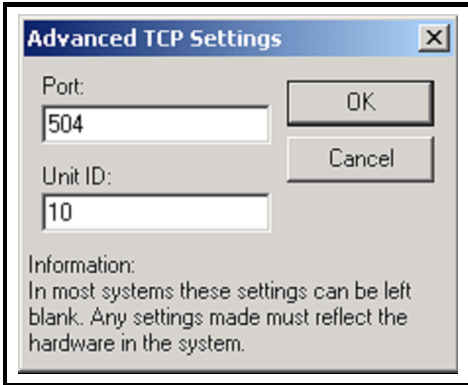 Advanced TCP Settings
Port:
504
OK
Cancel
Unit ID:
10
Information:
In most systems these settings can be left
blank. Any settings made must reflect the
hardware in the system.